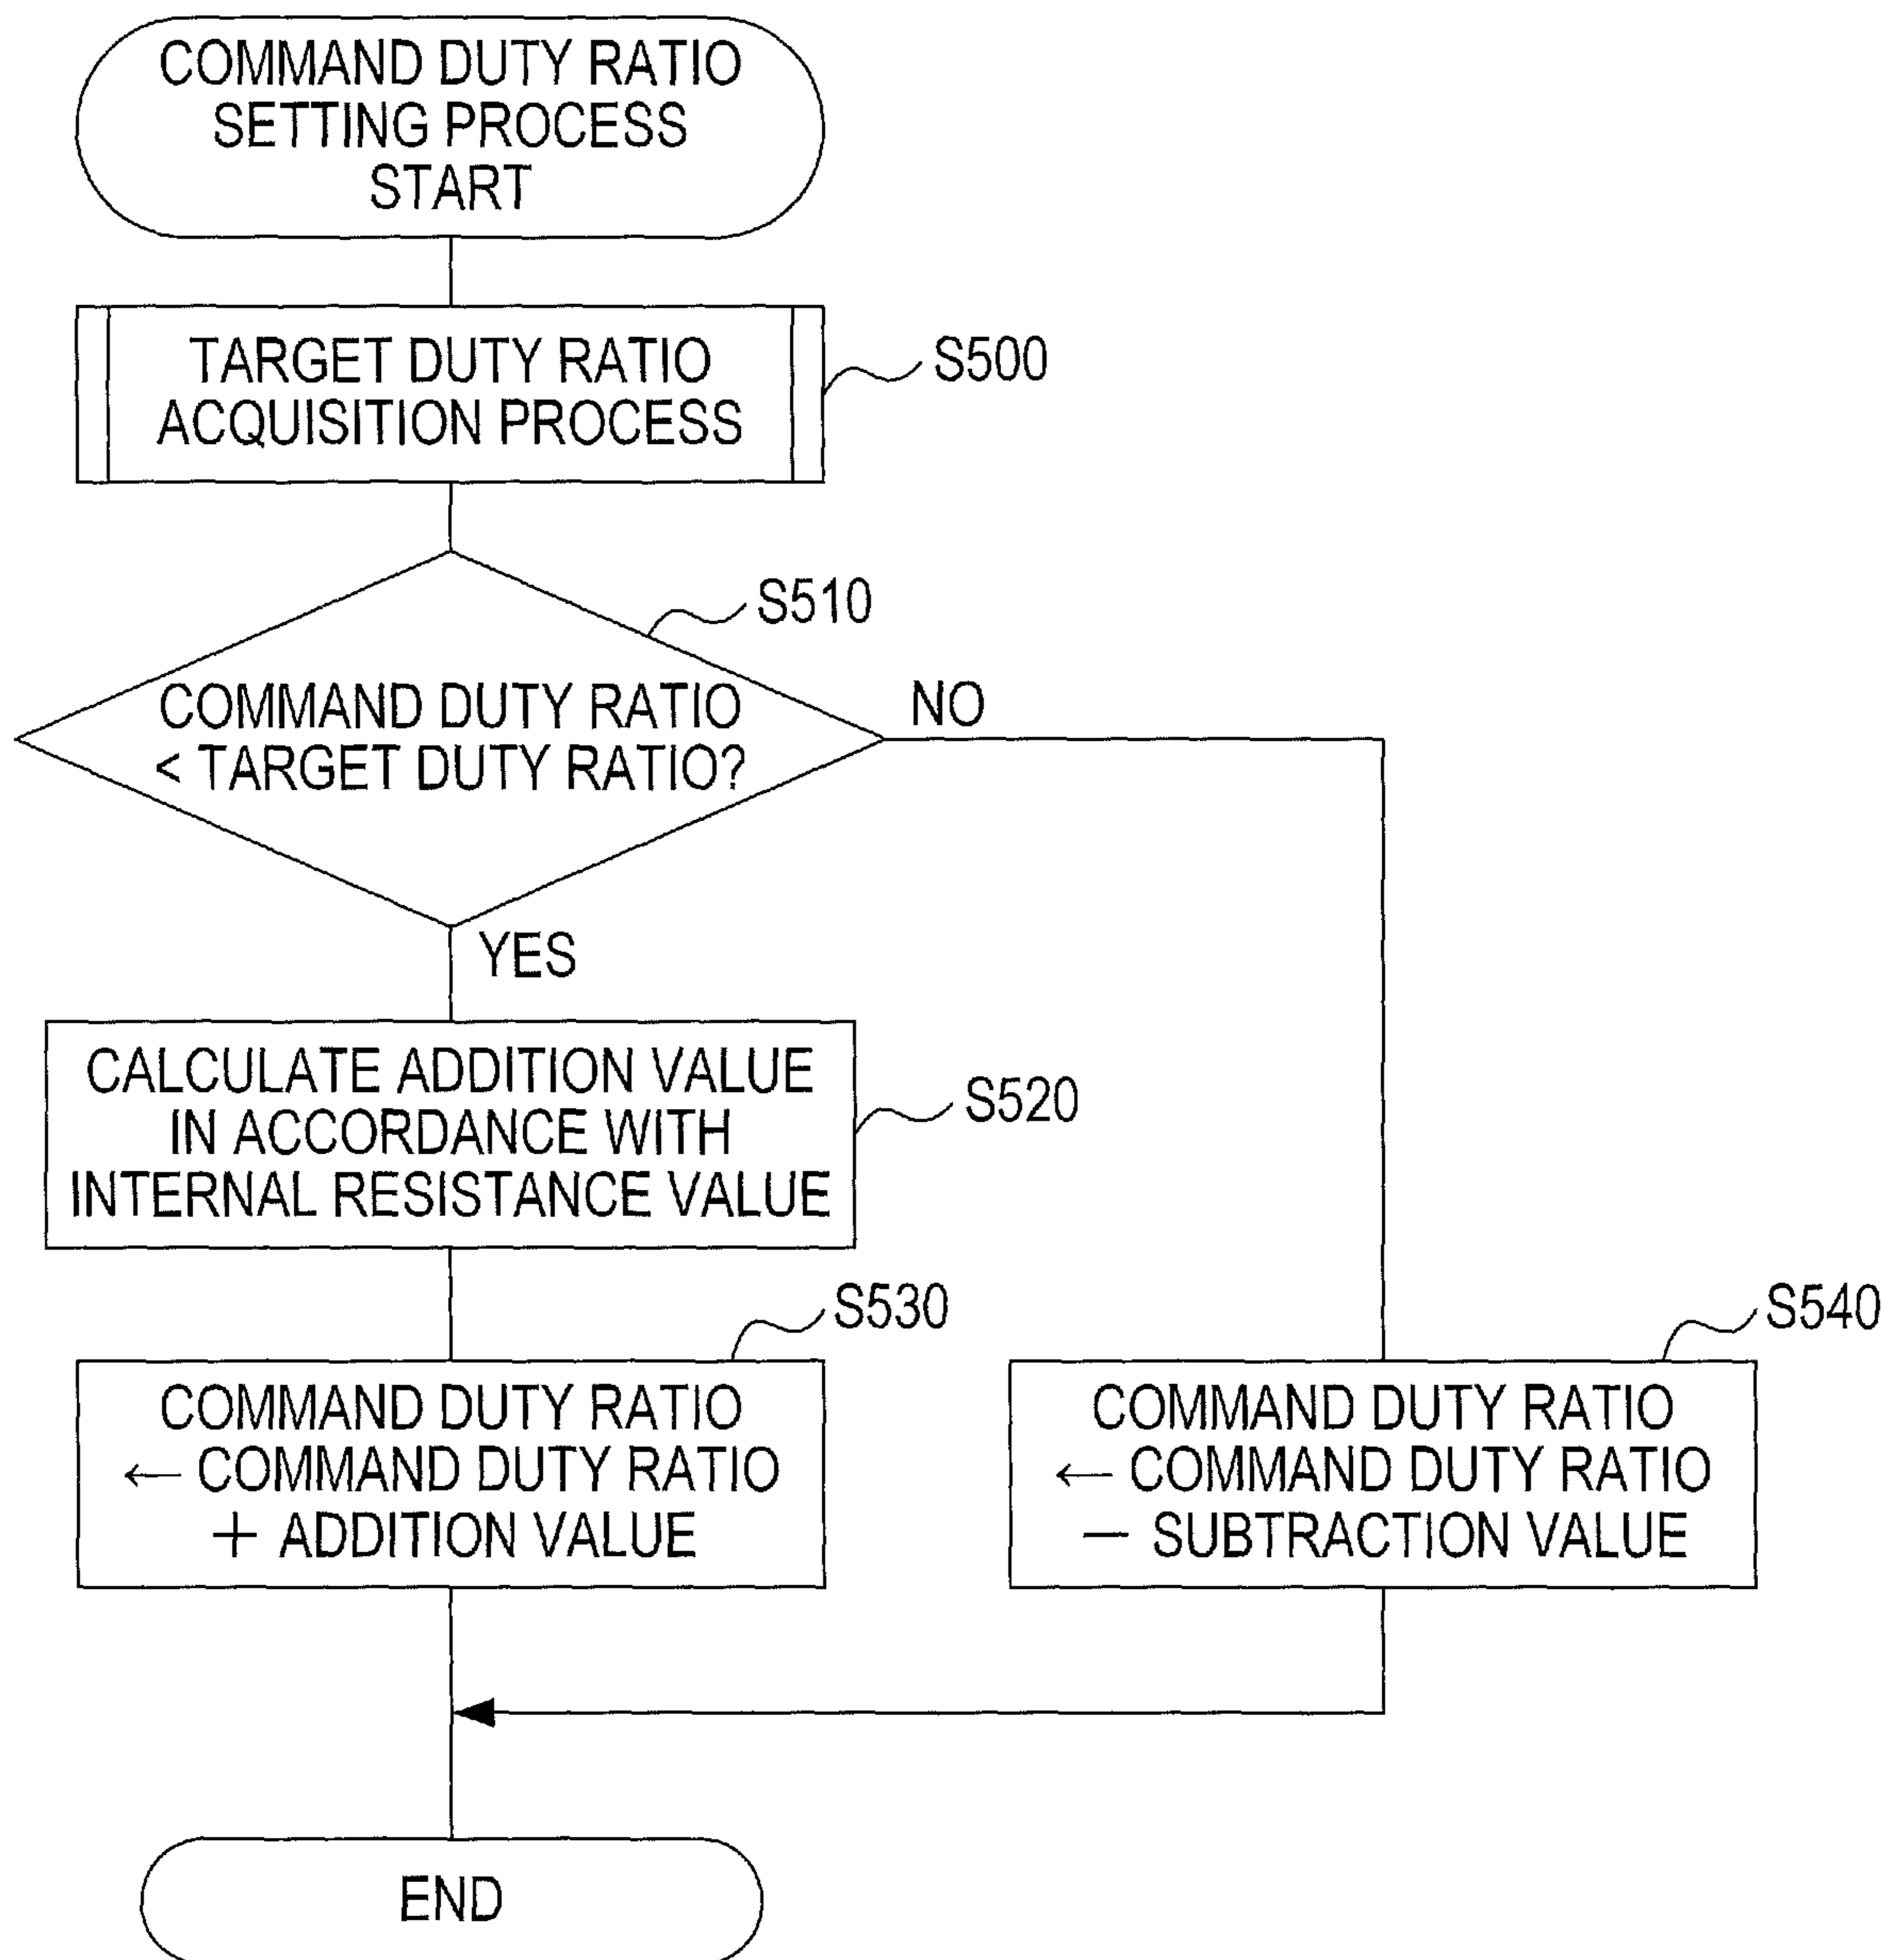 COMMAND DUTY RATIO
SETTING PROCESS
START
TARGET DUTY RATIO
ACQUISITION PROCESS
S500
S510
COMMAND DUTY RATIO
< TARGET DUTY RATIO?
NO
YES
CALCULATE ADDITION VALUE
IN ACCORDANCE WITH
INTERNAL RESISTANCE VALUE
S520
S530
COMMAND DUTY RATIO
← COMMAND DUTY RATIO
+ ADDITION VALUE
S540
COMMAND DUTY RATIO
← COMMAND DUTY RATIO
− SUBTRACTION VALUE
END